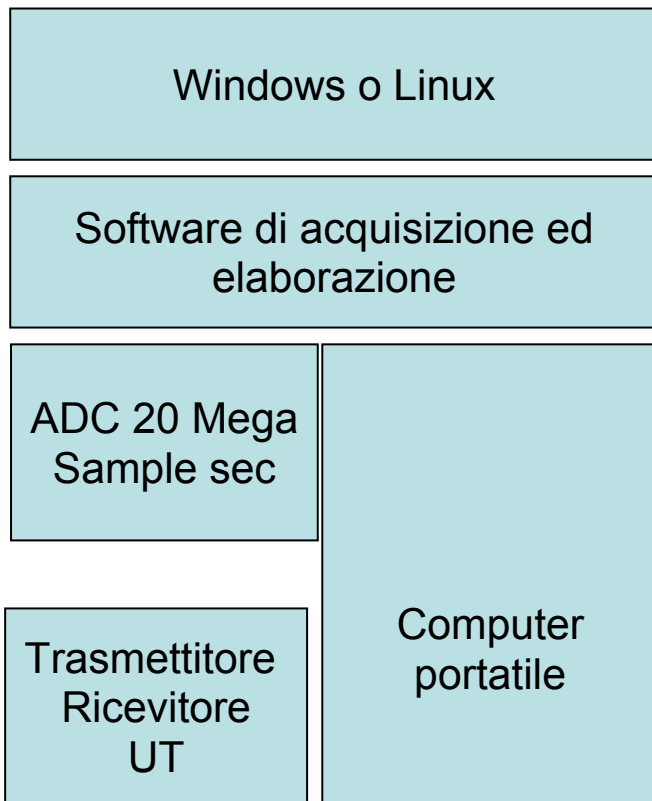 Windows o Linux
Software di acquisizione ed
elaborazione
ADC 20 Mega
Sample sec
Computer
portatile
Trasmettitore
Ricevitore
UT